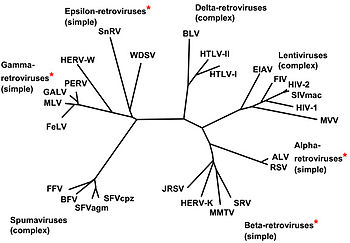 Epsilon-retroviruses*
(simple)
SnRV
WDSV
HERV-W
Delta-retroviruses
(complex)
BLV
HTLV-II
HTLV-I
Lentiviruses
(complex)
EIAV
FIV
HIV-2
SIVmac
HIV-1
MVV
Gamma-
retroviruses*
(simple)
PERV
GALV
MLV
FeLV
Alpha-
retroviruses*
(simple)
ALV
RSV
FFV
BFV
SFVagm
SFVcpz
Spumaviruses
(complex)
JRSV
HERV-K
MMTV
SRV
Beta-retroviruses*
(simple)